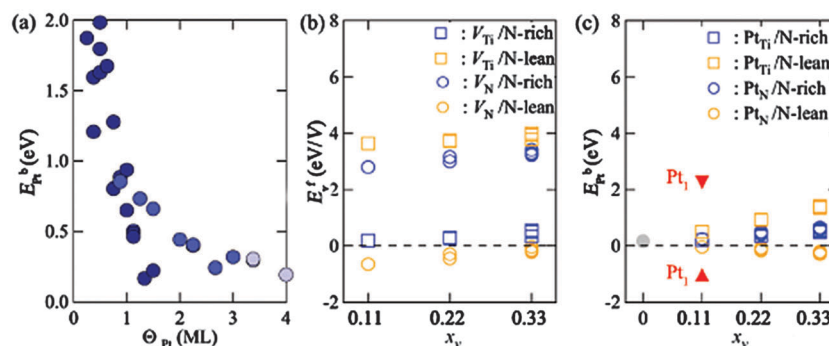 (a)
2.0
1.5
1.0
0.5
0.0
E_Pt^b (eV)
0 1 2 3 4
Θ_Pt (ML)
(b)
8
6
4
2
0
-2
E_v^f (eV/V)
: V_Ti/N-rich
: V_Ti/N-lean
: V_N /N-rich
: V_N /N-lean
0.11 0.22 0.33
x_v
(c)
8
6
4
2
0
-2
E_Pt^b (eV)
: Pt_Ti/N-rich
: Pt_Ti/N-lean
: Pt_N/N-rich
: Pt_N/N-lean
Pt_1
Pt_1
0 0.11 0.22 0.33
x_v